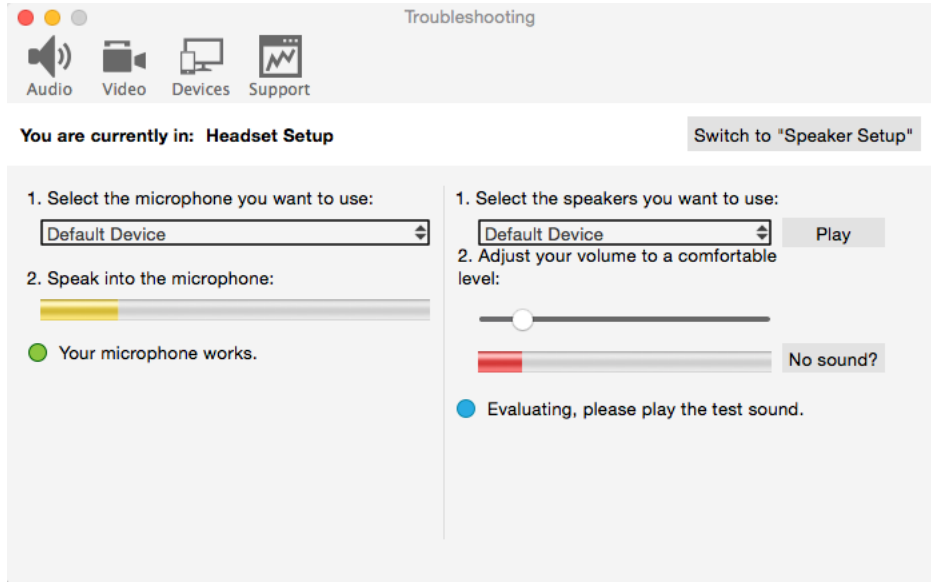 Troubleshooting
Audio Video Devices Support
You are currently in: Headset Setup
Switch to "Speaker Setup"
1. Select the microphone you want to use:
Default Device
2. Speak into the microphone:
Your microphone works.
1. Select the speakers you want to use:
Default Device
Play
2. Adjust your volume to a comfortable
level:
No sound?
Evaluating, please play the test sound.